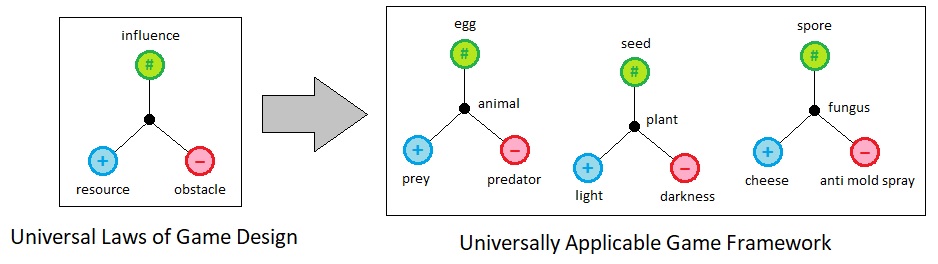 influence
#
+
−
resource
obstacle
Universal Laws of Game Design
egg
#
animal
+
−
prey
predator
seed
#
plant
+
−
light
darkness
spore
#
fungus
+
−
cheese
anti mold spray
Universally Applicable Game Framework